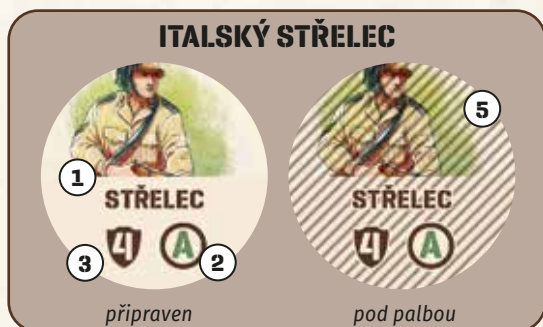 ITALSKÝ STŘELEC
5
1
STŘELEC STŘELEC
3 4 A 2 4 A
připraven pod palbou